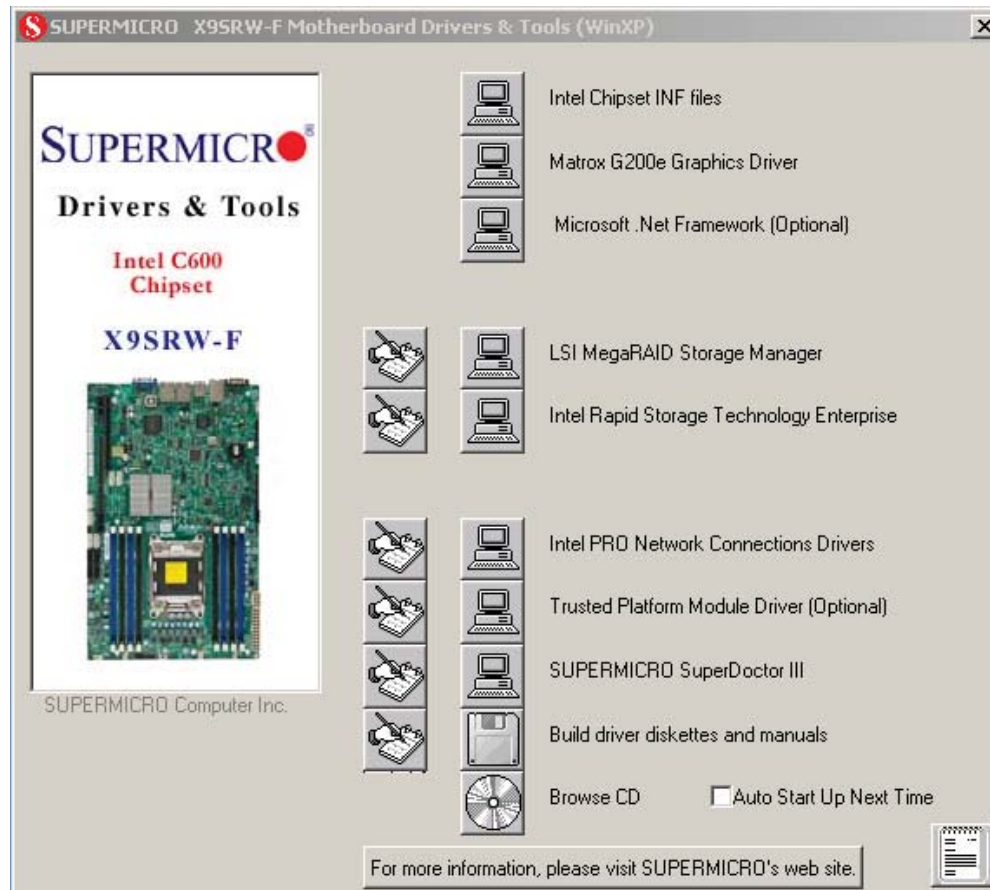 SUPERMICRO X9SRW-F Motherboard Drivers & Tools (WinXP)
SUPERMICRO®
Drivers & Tools
Intel C600
Chipset
X9SRW-F
SUPERMICRO Computer Inc.
Intel Chipset INF files
Matrox G200e Graphics Driver
Microsoft .Net Framework (Optional)
LSI MegaRAID Storage Manager
Intel Rapid Storage Technology Enterprise
Intel PRO Network Connections Drivers
Trusted Platform Module Driver (Optional)
SUPERMICRO SuperDoctor III
Build driver diskettes and manuals
Browse CD Auto Start Up Next Time
For more information, please visit SUPERMICRO's web site.